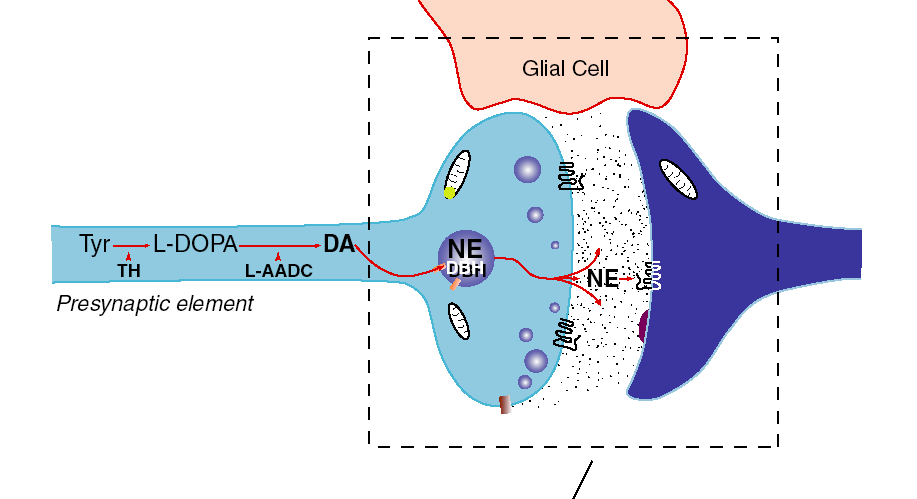 Glial Cell
Tyr L-DOPA DA
TH L-AADC
NE
DBH
NE
Presynaptic element